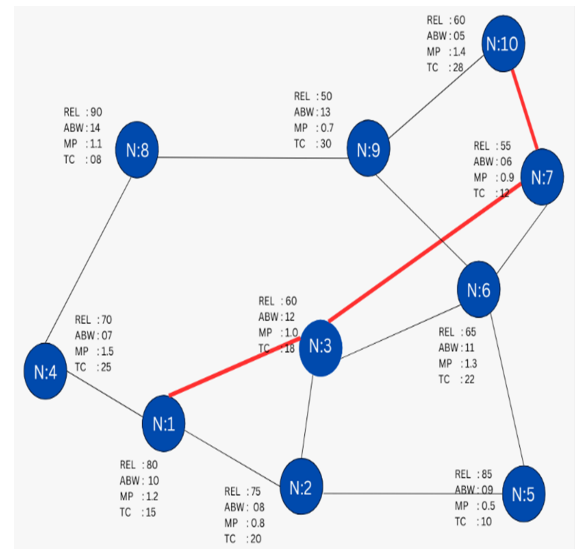 REL : 60
ABW : 05
MP : 1.4
TC : 28
N:10
REL : 50
ABW : 13
MP : 0.7
TC : 30
N:9
REL : 90
ABW : 14
MP : 1.1
TC : 08
N:8
REL : 55
ABW : 06
MP : 0.9
TC : 12
N:7
N:6
REL : 65
ABW : 11
MP : 1.3
TC : 22
REL : 60
ABW : 12
MP : 1.0
TC : 18
N:3
REL : 70
ABW : 07
MP : 1.5
TC : 25
N:4
N:1
REL : 80
ABW : 10
MP : 1.2
TC : 15
N:2
REL : 75
ABW : 08
MP : 0.8
TC : 20
REL : 85
ABW : 09
MP : 0.5
TC : 10
N:5